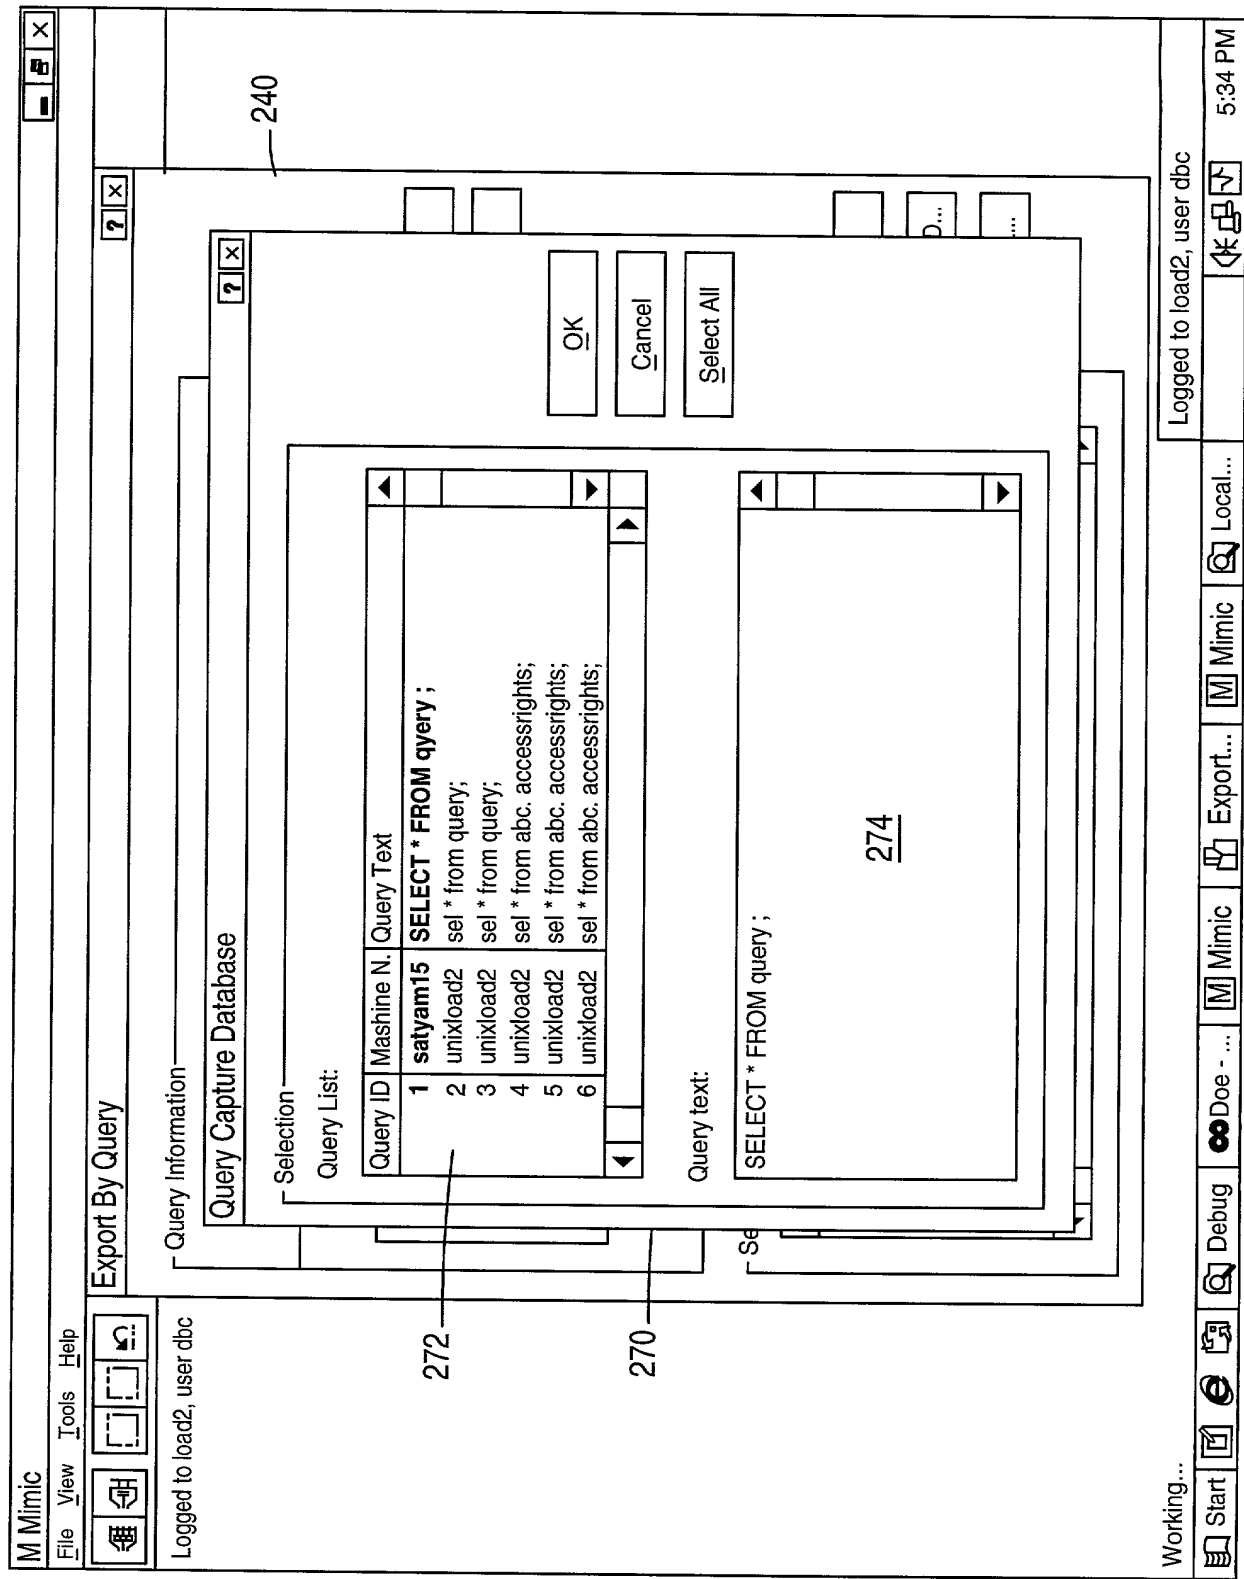 M Mimic
File View Tools Help
Export By Query
Logged to load2, user dbc
240
Query Information
Query Capture Database
Selection
Query List:
Query ID Mashine N. Query Text
1 satyam15 SELECT * FROM qyery ;
2 unixload2 sel * from query;
3 unixload2 sel * from query;
4 unixload2 sel * from abc. accessrights;
5 unixload2 sel * from abc. accessrights;
6 unixload2 sel * from abc. accessrights;
272
OK
Cancel
Select All
270
Query text:
SELECT * FROM query ;
274
Se
D...
...
Working...
Logged to load2, user dbc
Start Debug Doe - ... M Mimic Export... M Mimic Local... 5:34 PM